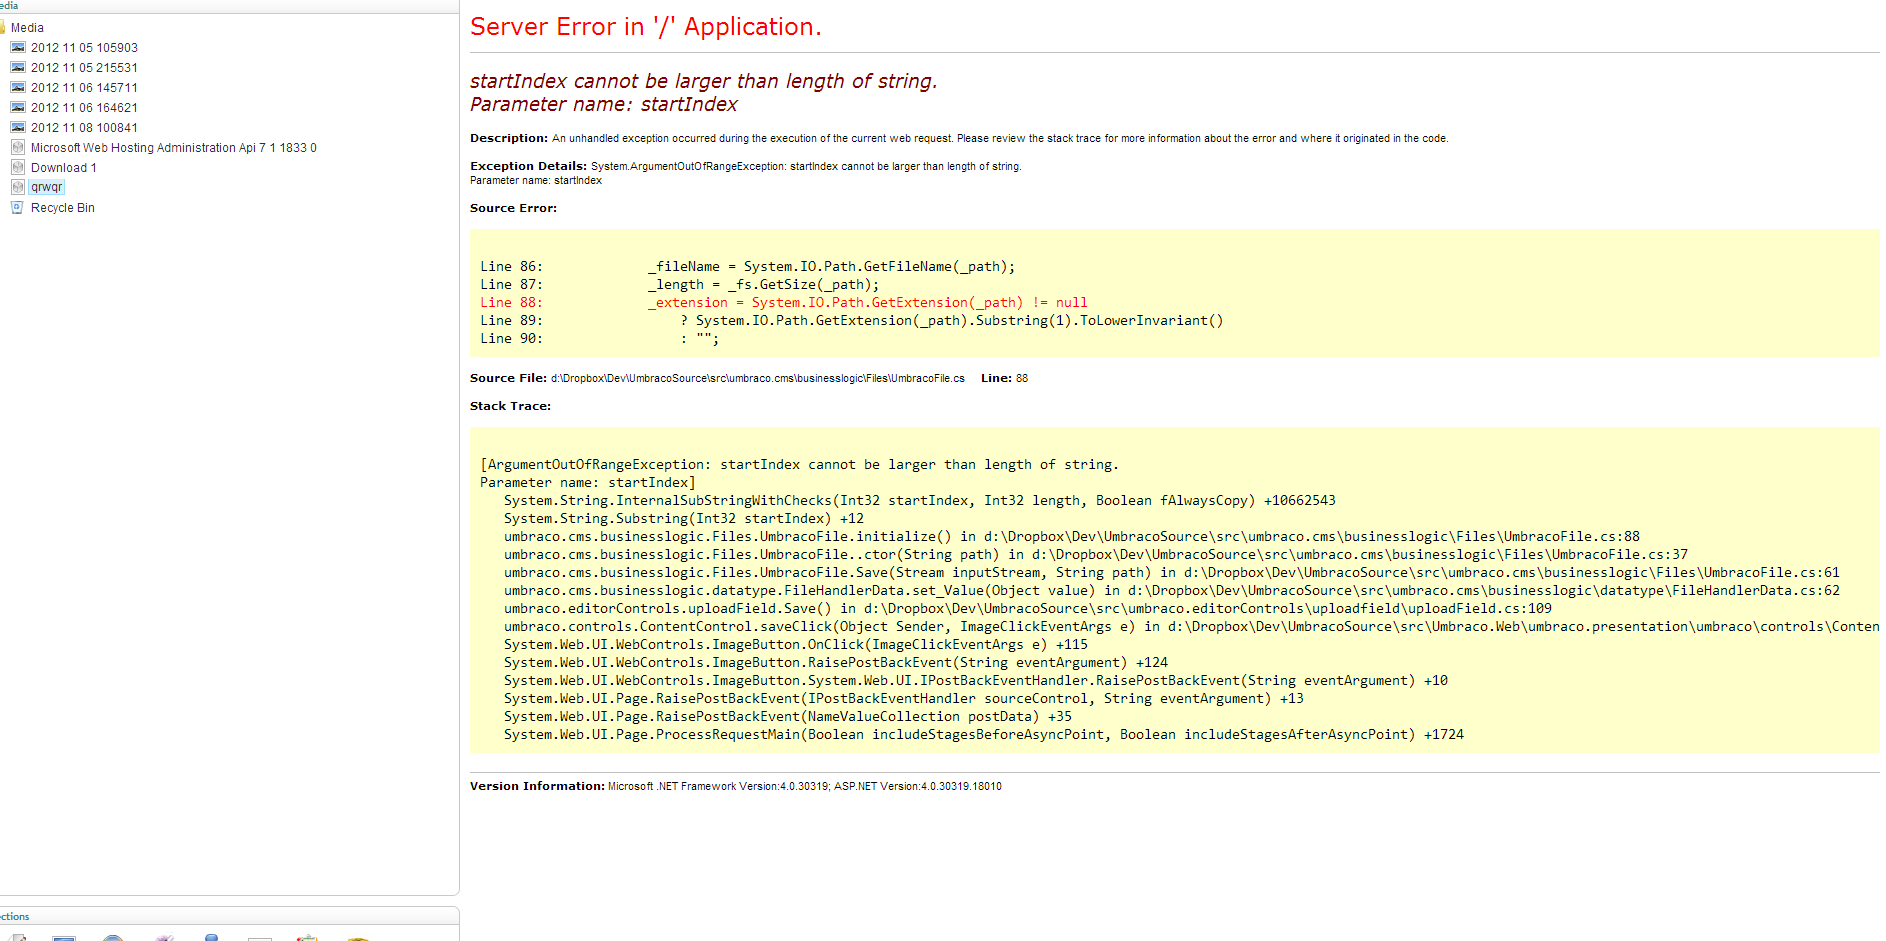 edia
Media
2012 11 05 105903
2012 11 05 215531
2012 11 06 145711
2012 11 06 164621
2012 11 08 100841
Microsoft Web Hosting Administration Api 7 1 1833 0
Download 1
qrwqr
Recycle Bin
ections
Server Error in '/' Application.
startIndex cannot be larger than length of string.
Parameter name: startIndex
Description: An unhandled exception occurred during the execution of the current web request. Please review the stack trace for more information about the error and where it originated in the code.
Exception Details: System.ArgumentOutOfRangeException: startIndex cannot be larger than length of string.
Parameter name: startIndex
Source Error:
Line 86:             _fileName = System.IO.Path.GetFileName(_path);
Line 87:             _length = _fs.GetSize(_path);
Line 88:             _extension = System.IO.Path.GetExtension(_path) != null
Line 89:                 ? System.IO.Path.GetExtension(_path).Substring(1).ToLowerInvariant()
Line 90:                 : "";
Source File: d:\Dropbox\Dev\UmbracoSource\src\umbraco.cms\businesslogic\Files\UmbracoFile.cs    Line: 88
Stack Trace:
[ArgumentOutOfRangeException: startIndex cannot be larger than length of string.
Parameter name: startIndex]
System.String.InternalSubStringWithChecks(Int32 startIndex, Int32 length, Boolean fAlwaysCopy) +10662543
System.String.Substring(Int32 startIndex) +12
umbraco.cms.businesslogic.Files.UmbracoFile.initialize() in d:\Dropbox\Dev\UmbracoSource\src\umbraco.cms\businesslogic\Files\UmbracoFile.cs:88
umbraco.cms.businesslogic.Files.UmbracoFile..ctor(String path) in d:\Dropbox\Dev\UmbracoSource\src\umbraco.cms\businesslogic\Files\UmbracoFile.cs:37
umbraco.cms.businesslogic.Files.UmbracoFile.Save(Stream inputStream, String path) in d:\Dropbox\Dev\UmbracoSource\src\umbraco.cms\businesslogic\Files\UmbracoFile.cs:61
umbraco.cms.businesslogic.datatype.FileHandlerData.set_Value(Object value) in d:\Dropbox\Dev\UmbracoSource\src\umbraco.cms\businesslogic\datatype\FileHandlerData.cs:62
umbraco.editorControls.uploadField.Save() in d:\Dropbox\Dev\UmbracoSource\src\umbraco.editorControls\uploadfield\uploadField.cs:109
umbraco.controls.ContentControl.saveClick(Object Sender, ImageClickEventArgs e) in d:\Dropbox\Dev\UmbracoSource\src\Umbraco.Web\umbraco.presentation\umbraco\controls\Conten
System.Web.UI.WebControls.ImageButton.OnClick(ImageClickEventArgs e) +115
System.Web.UI.WebControls.ImageButton.RaisePostBackEvent(String eventArgument) +124
System.Web.UI.WebControls.ImageButton.System.Web.UI.IPostBackEventHandler.RaisePostBackEvent(String eventArgument) +10
System.Web.UI.Page.RaisePostBackEvent(IPostBackEventHandler sourceControl, String eventArgument) +13
System.Web.UI.Page.RaisePostBackEvent(NameValueCollection postData) +35
System.Web.UI.Page.ProcessRequestMain(Boolean includeStagesBeforeAsyncPoint, Boolean includeStagesAfterAsyncPoint) +1724
Version Information: Microsoft .NET Framework Version:4.0.30319; ASP.NET Version:4.0.30319.18010